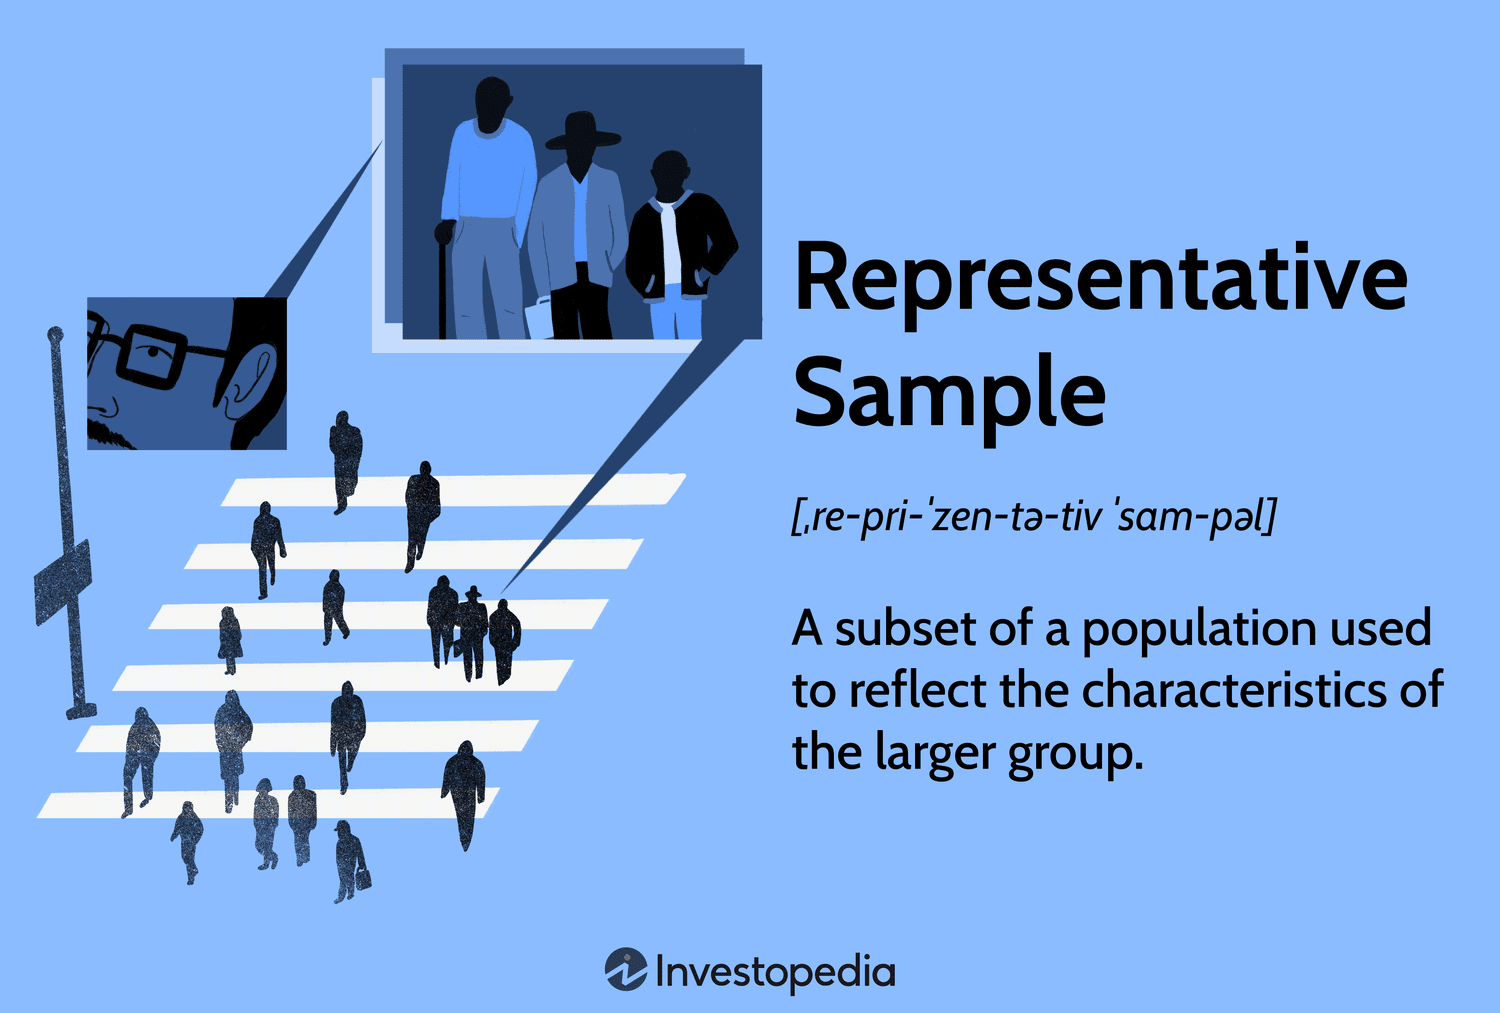 Representative
Sample
[ˌre-pri-ˈzen-tə-tiv ˈsam-pəl]
A subset of a population used
to reflect the characteristics of
the larger group.
Investopedia